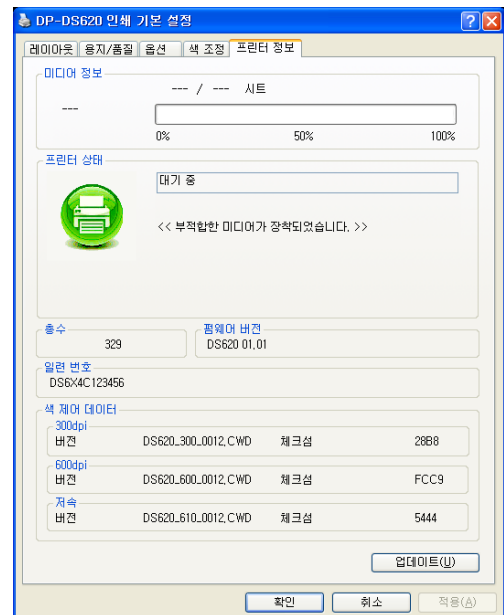 DP-DS620 인쇄 기본 설정
레이아웃 용지/품질 옵션 색 조정 프린터 정보
미디어 정보
--- / --- 시트
---
0% 50% 100%
프린터 상태
대기 중
<< 부적합한 미디어가 장착되었습니다. >>
총수 펌웨어 버전
329 DS620 01.01
일련 번호
DS6X4C123456
색 제어 데이터
300dpi
버전 DS620_300_0012.CWD 체크섬 28B8
600dpi
버전 DS620_600_0012.CWD 체크섬 FCC9
저속
버전 DS620_610_0012.CWD 체크섬 5444
업데이트(U)
확인 취소 적용(A)